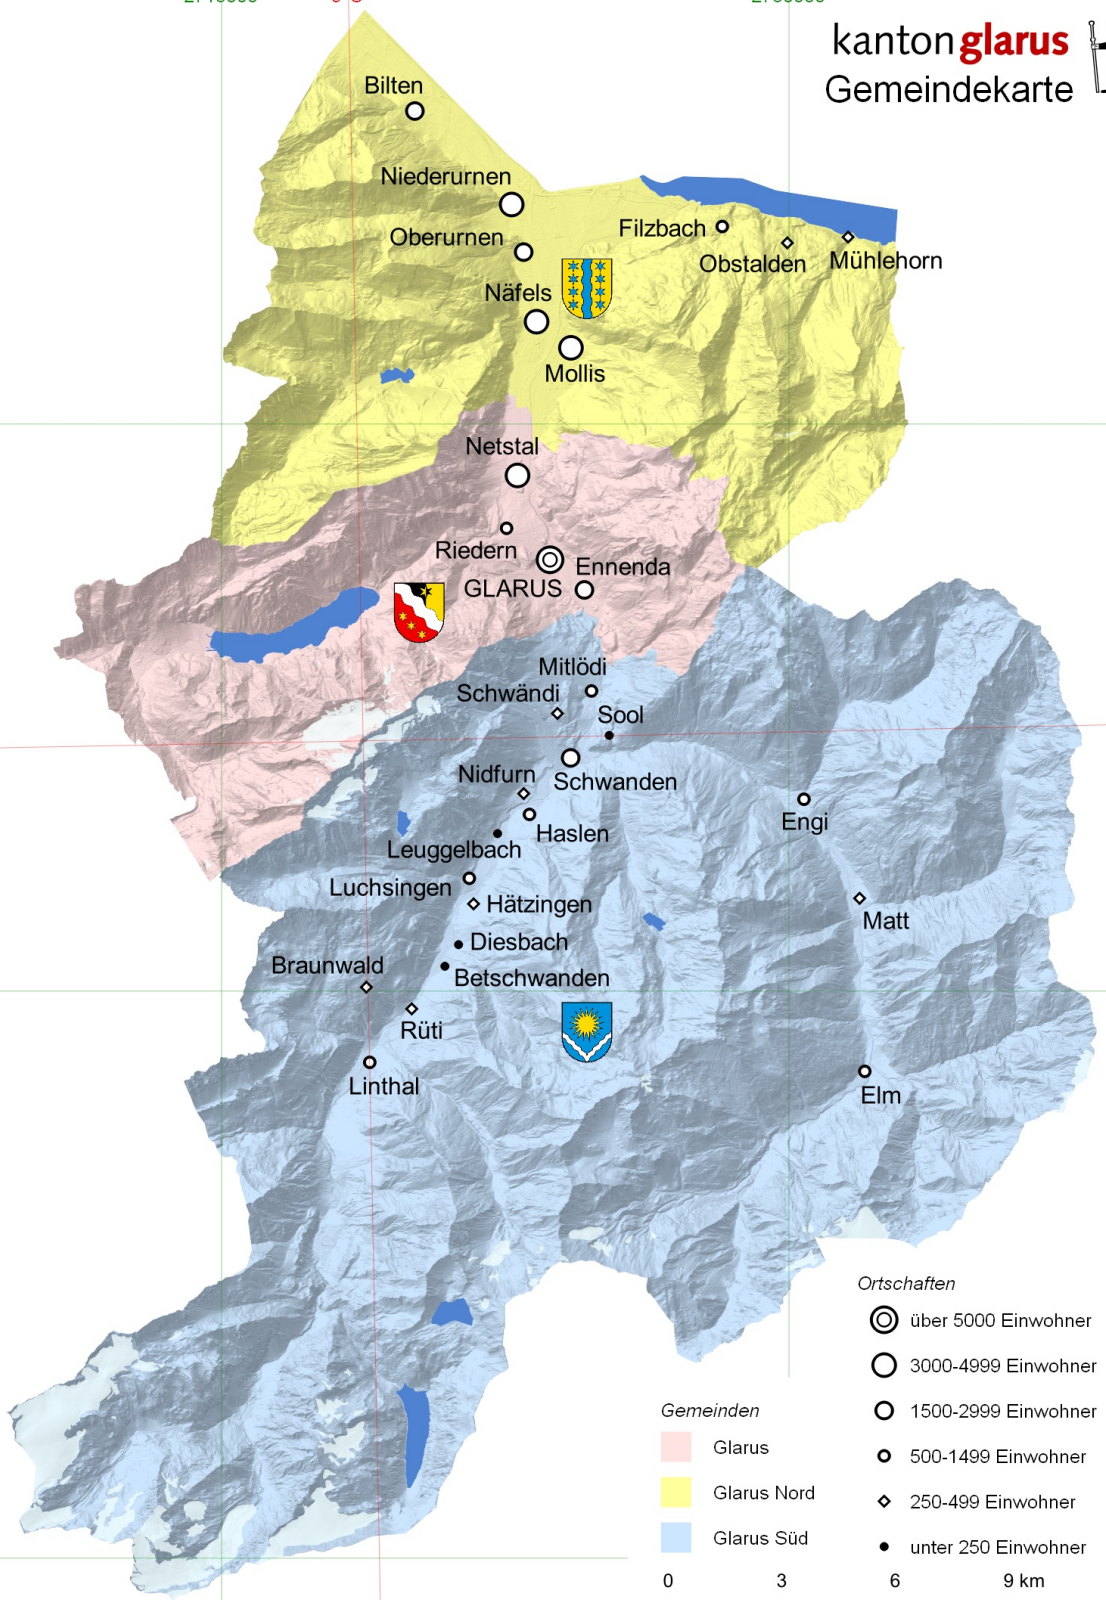 kantonglarus
Gemeindekarte
Bilten
Niederurnen
Filzbach
Oberurnen
Obstalden
Mühlehorn
Näfels
Mollis
Netstal
Riedern
Ennenda
GLARUS
Mitlödi
Schwändi
Sool
Nidfurn
Schwanden
Engi
Haslen
Leuggelbach
Luchsingen
Hätzingen
Matt
Diesbach
Braunwald
Betschwanden
Rüti
Linthal
Elm
Ortschaften
über 5000 Einwohner
3000-4999 Einwohner
1500-2999 Einwohner
500-1499 Einwohner
250-499 Einwohner
unter 250 Einwohner
Gemeinden
Glarus
Glarus Nord
Glarus Süd
0 3 6 9 km